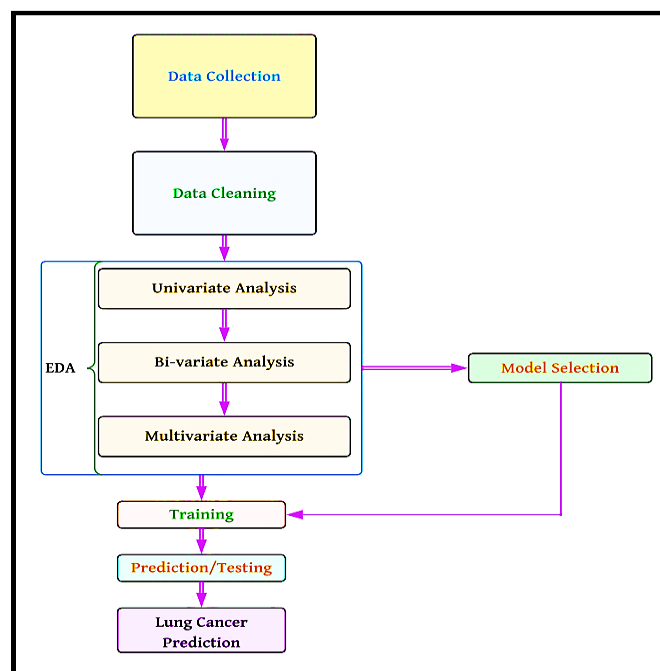 Data Collection
Data Cleaning
Univariate Analysis
EDA
Bi-variate Analysis
Model Selection
Multivariate Analysis
Training
Prediction/Testing
Lung Cancer
Prediction